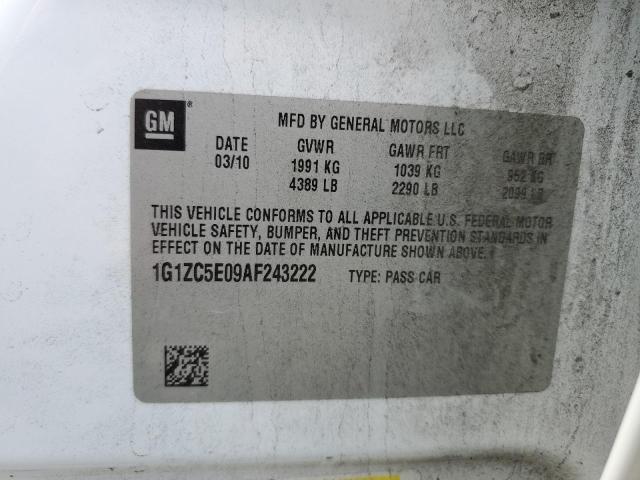 GM®
MFD BY GENERAL MOTORS LLC
DATE GVWR GAWR FRT GAWR RR
03/10 1991 KG 1039 KG 952 KG
4389 LB 2290 LB 2099 LB
THIS VEHICLE CONFORMS TO ALL APPLICABLE U.S. FEDERAL MOTOR
VEHICLE SAFETY, BUMPER, AND THEFT PREVENTION STANDARDS IN
EFFECT ON THE DATE OF MANUFACTURE SHOWN ABOVE.
1G1ZC5E09AF243222 TYPE: PASS CAR